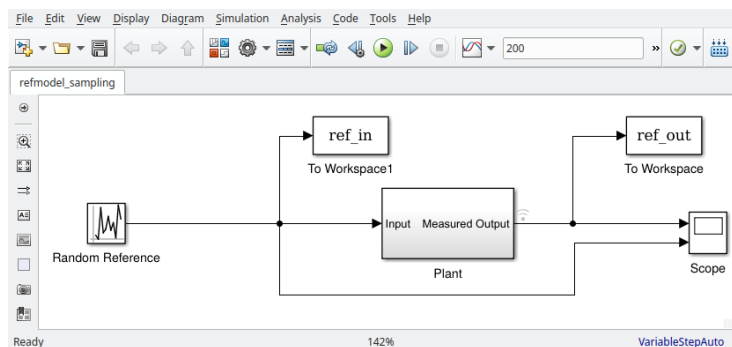 File Edit View Display Diagram Simulation Analysis Code Tools Help
200 »
refmodel_sampling
ref_in
To Workspace1
ref_out
To Workspace
Random Reference
Input Measured Output
Plant
Scope
Ready 142% VariableStepAuto